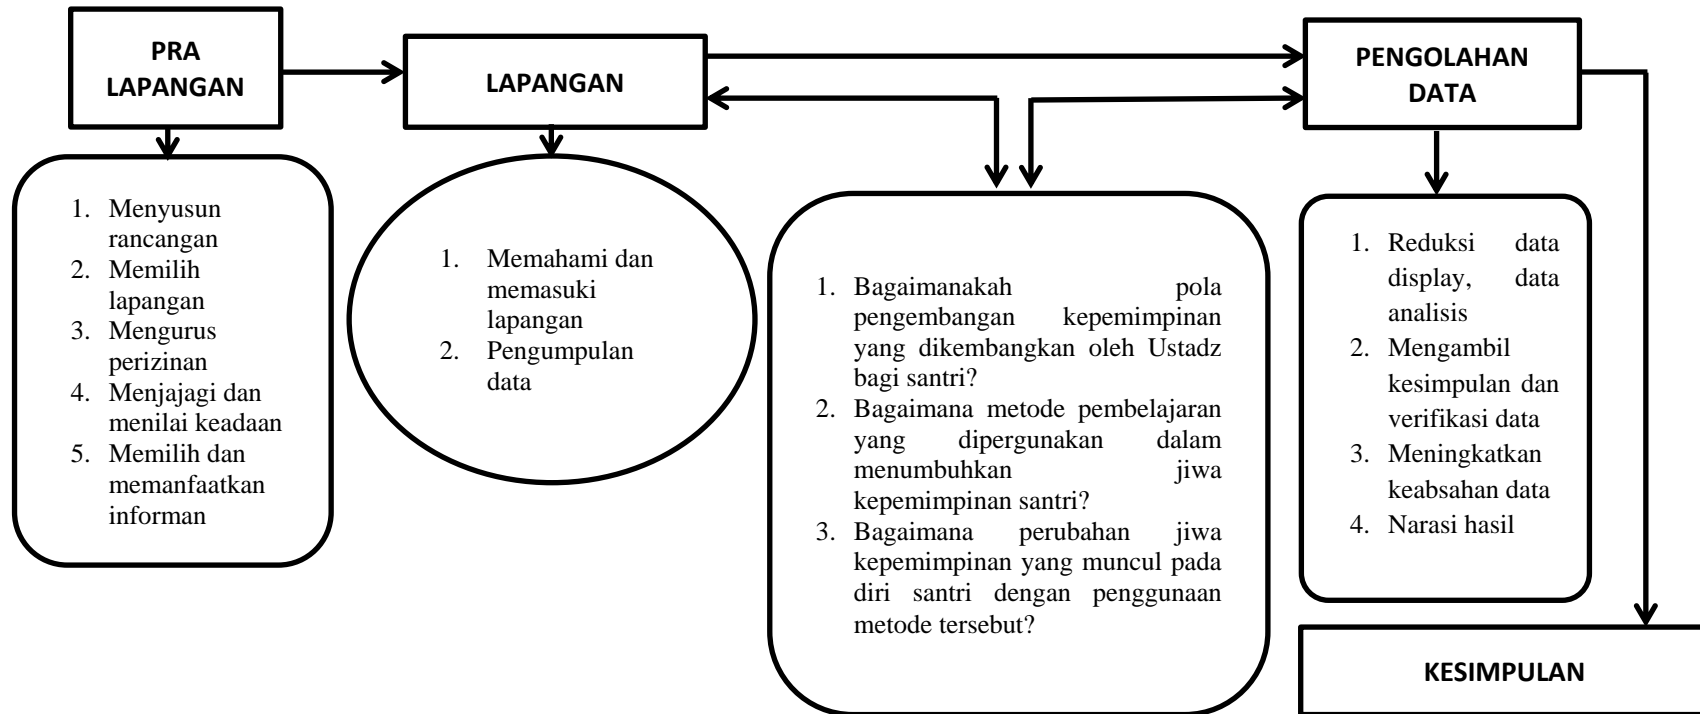 PRA
LAPANGAN
LAPANGAN
PENGOLAHAN
DATA
1. Menyusun
rancangan
2. Memilih
lapangan
3. Mengurus
perizinan
4. Menjajagi dan
menilai keadaan
5. Memilih dan
memanfaatkan
informan
1. Memahami dan
memasuki
lapangan
2. Pengumpulan
data
1. Bagaimanakah pola
pengembangan kepemimpinan
yang dikembangkan oleh Ustadz
bagi santri?
2. Bagaimana metode pembelajaran
yang dipergunakan dalam
menumbuhkan jiwa
kepemimpinan santri?
3. Bagaimana perubahan jiwa
kepemimpinan yang muncul pada
diri santri dengan penggunaan
metode tersebut?
1. Reduksi data
display, data
analisis
2. Mengambil
kesimpulan dan
verifikasi data
3. Meningkatkan
keabsahan data
4. Narasi hasil
KESIMPULAN